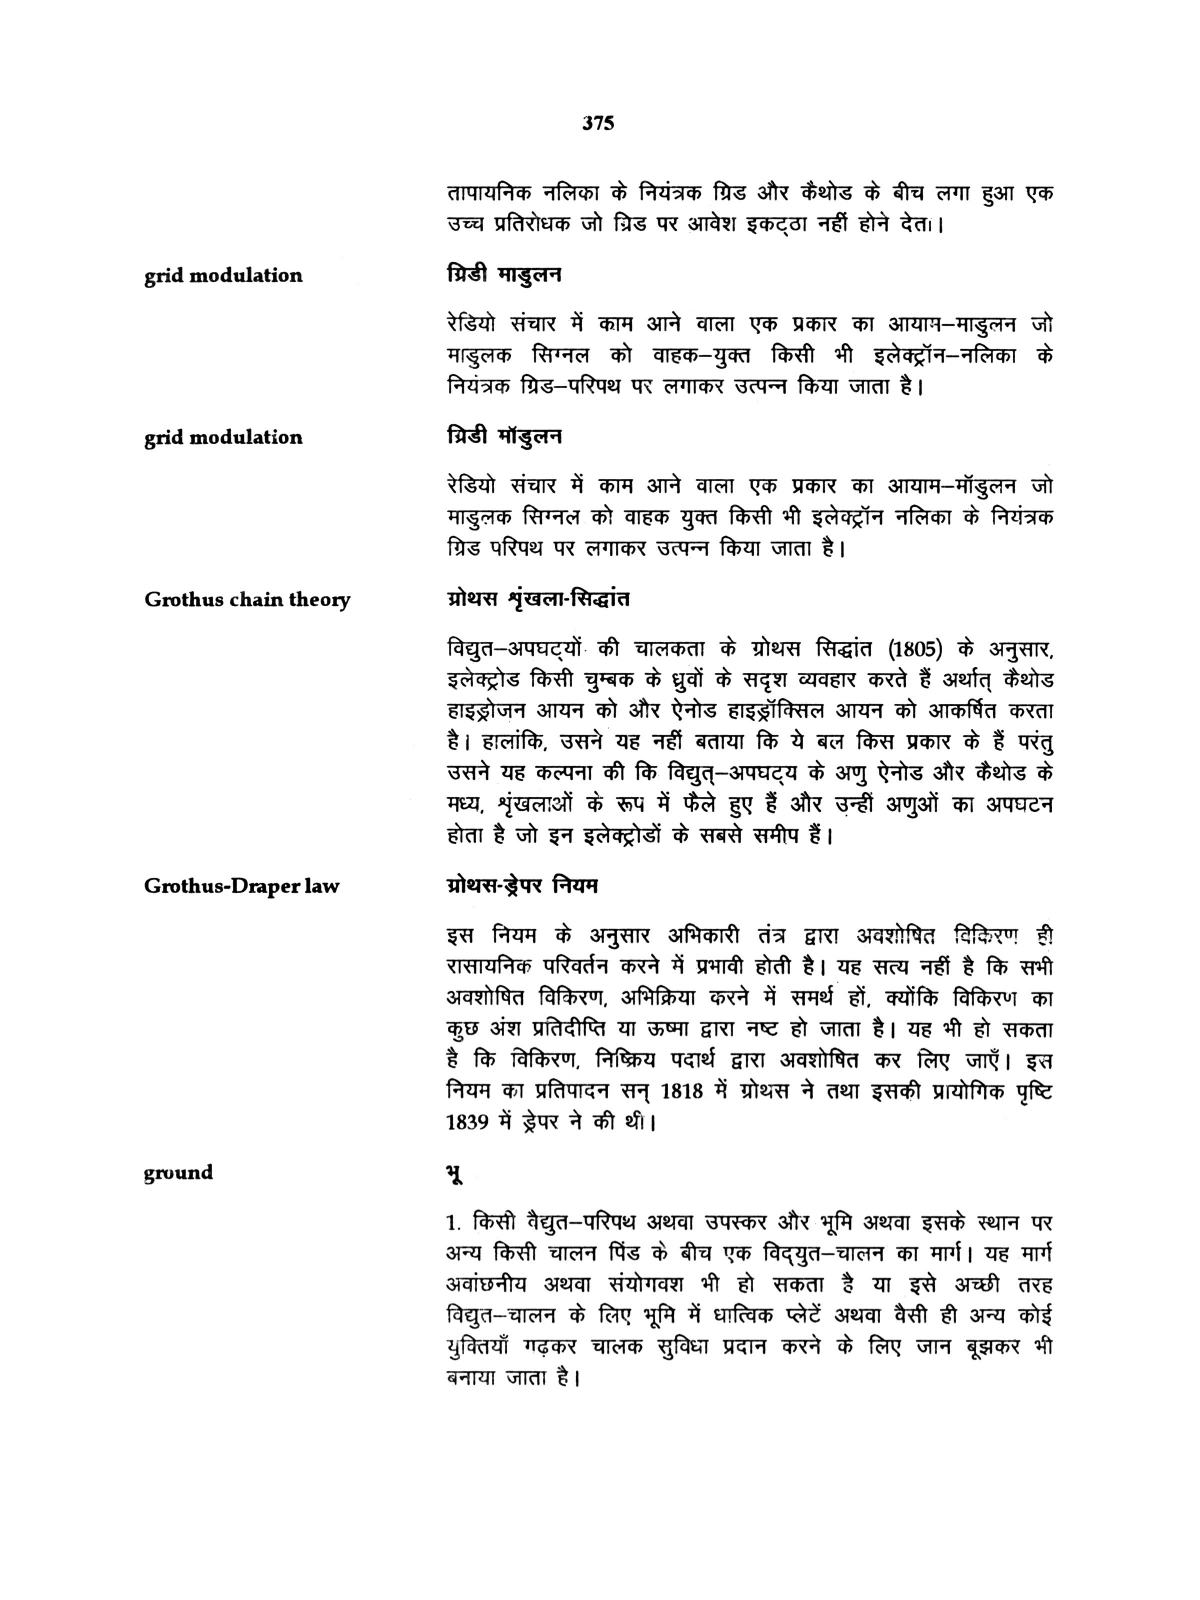 375
तापायनिक नलिका के नियंत्रक ग्रिड और कैथोड के बीच लगा हुआ एक
उच्च प्रतिरोधक जो ग्रिड पर आवेश इकट्ठा नहीं होने देता।
grid modulation ग्रिडी माडुलन
रेडियो संचार में काम आने वाला एक प्रकार का आयाम–माडुलन जो
माडुलक सिग्नल को वाहक–युक्त किसी भी इलेक्ट्रॉन–नलिका के
नियंत्रक ग्रिड–परिपथ पर लगाकर उत्पन्न किया जाता है।
grid modulation ग्रिडी मॉडुलन
रेडियो संचार में काम आने वाला एक प्रकार का आयाम–मॉडुलन जो
माडुलक सिग्नल को वाहक युक्त किसी भी इलेक्ट्रॉन नलिका के नियंत्रक
ग्रिड परिपथ पर लगाकर उत्पन्न किया जाता है।
Grothus chain theory ग्रोथस शृंखला-सिद्धांत
विद्युत–अपघट्यों की चालकता के ग्रोथस सिद्धांत (1805) के अनुसार,
इलेक्ट्रोड किसी चुम्बक के ध्रुवों के सदृश व्यवहार करते हैं अर्थात् कैथोड
हाइड्रोजन आयन को और ऐनोड हाइड्रॉक्सिल आयन को आकर्षित करता
है। हालांकि, उसने यह नहीं बताया कि ये बल किस प्रकार के हैं परंतु
उसने यह कल्पना की कि विद्युत्–अपघट्य के अणु ऐनोड और कैथोड के
मध्य, शृंखलाओं के रूप में फैले हुए हैं और उन्हीं अणुओं का अपघटन
होता है जो इन इलेक्ट्रोडों के सबसे समीप हैं।
Grothus-Draper law ग्रोथस-ड्रेपर नियम
इस नियम के अनुसार अभिकारी तंत्र द्वारा अवशोषित विकिरण ही
रासायनिक परिवर्तन करने में प्रभावी होती है। यह सत्य नहीं है कि सभी
अवशोषित विकिरण, अभिक्रिया करने में समर्थ हों, क्योंकि विकिरण का
कुछ अंश प्रतिदीप्ति या ऊष्मा द्वारा नष्ट हो जाता है। यह भी हो सकता
है कि विकिरण, निष्क्रिय पदार्थ द्वारा अवशोषित कर लिए जाएँ। इस
नियम का प्रतिपादन सन् 1818 में ग्रोथस ने तथा इसकी प्रायोगिक पृष्टि
1839 में ड्रेपर ने की थी।
ground भू
1. किसी वैद्युत–परिपथ अथवा उपस्कर और भूमि अथवा इसके स्थान पर
अन्य किसी चालन पिंड के बीच एक विद्युत–चालन का मार्ग। यह मार्ग
अवांछनीय अथवा संयोगवश भी हो सकता है या इसे अच्छी तरह
विद्युत–चालन के लिए भूमि में धात्विक प्लेटें अथवा वैसी ही अन्य कोई
युक्तियाँ गढ़कर चालक सुविधा प्रदान करने के लिए जान बूझकर भी
बनाया जाता है।